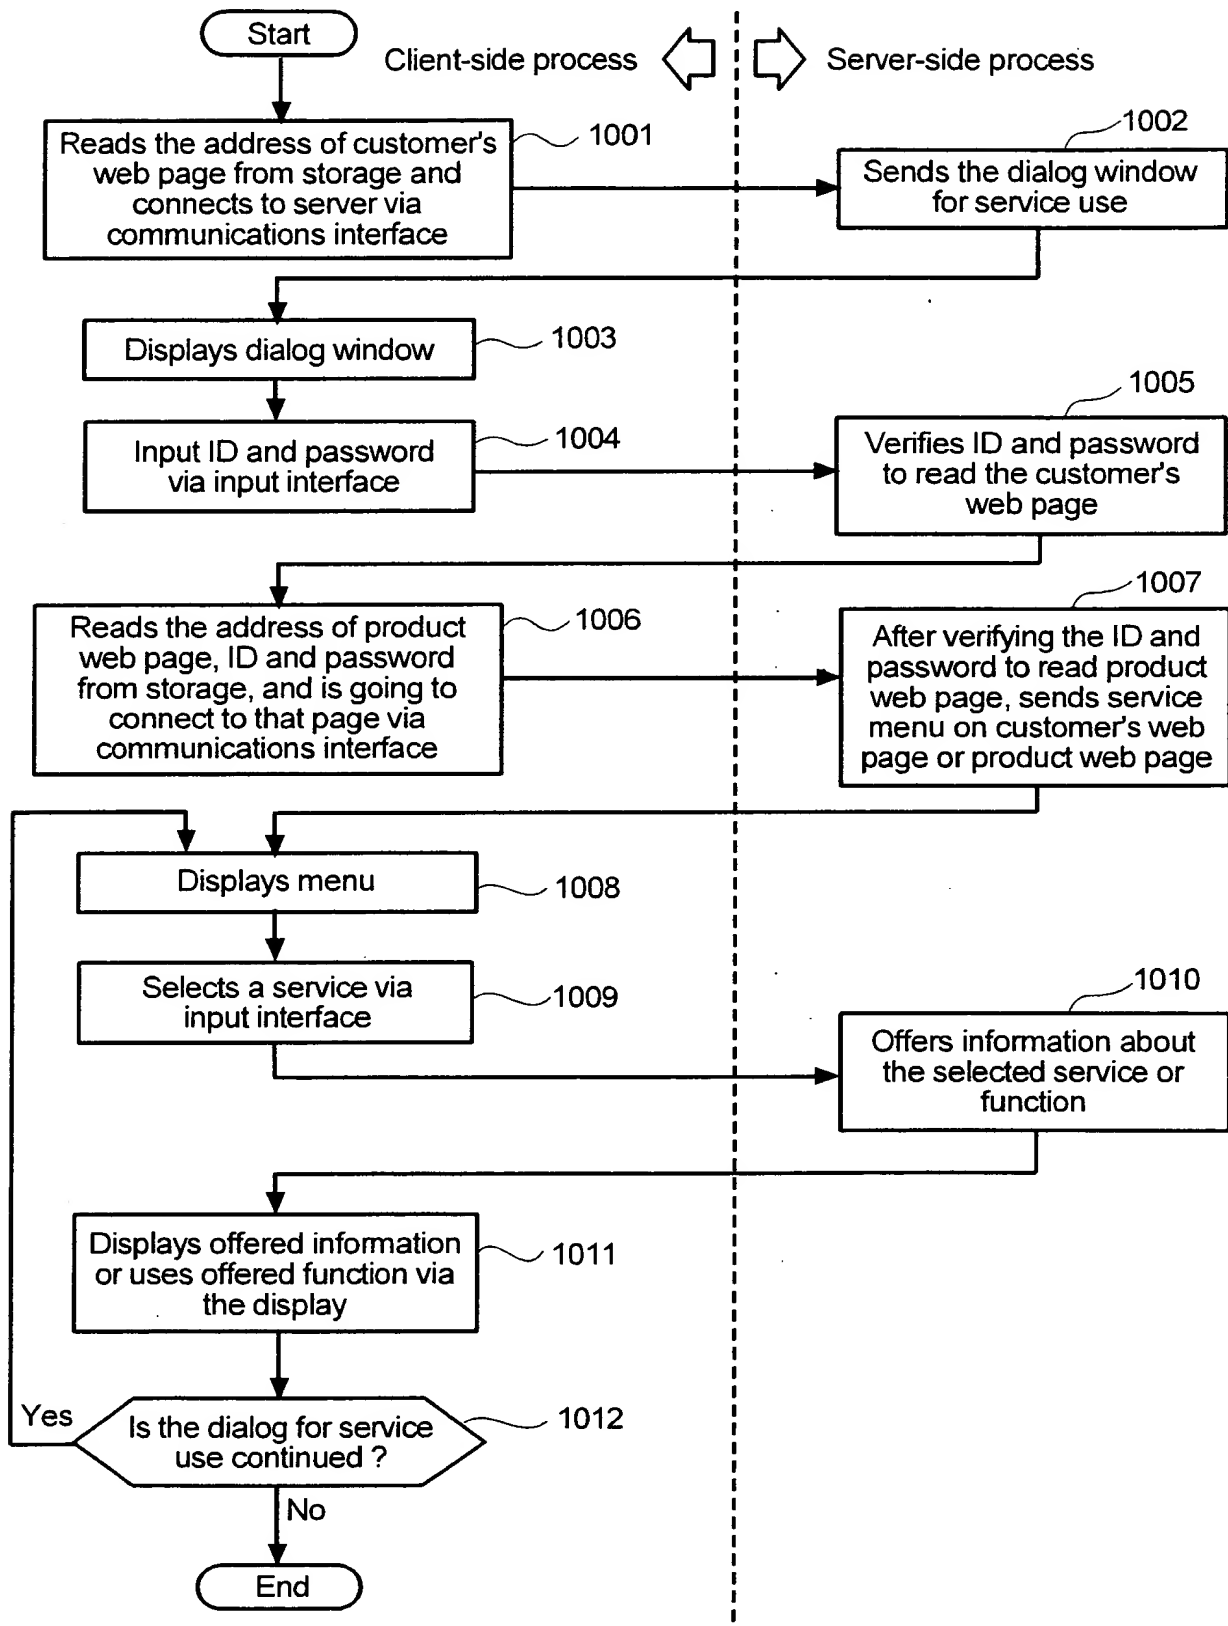 Start
Client-side process
Server-side process
Reads the address of customer's
web page from storage and
connects to server via
communications interface
1001
1002
Sends the dialog window
for service use
Displays dialog window
1003
Input ID and password
via input interface
1004
1005
Verifies ID and password
to read the customer's
web page
Reads the address of product
web page, ID and password
from storage, and is going to
connect to that page via
communications interface
1006
1007
After verifying the ID and
password to read product
web page, sends service
menu on customer's web
page or product web page
Displays menu
1008
Selects a service via
input interface
1009
1010
Offers information about
the selected service or
function
Displays offered information
or uses offered function via
the display
1011
Yes
Is the dialog for service
use continued ?
1012
No
End